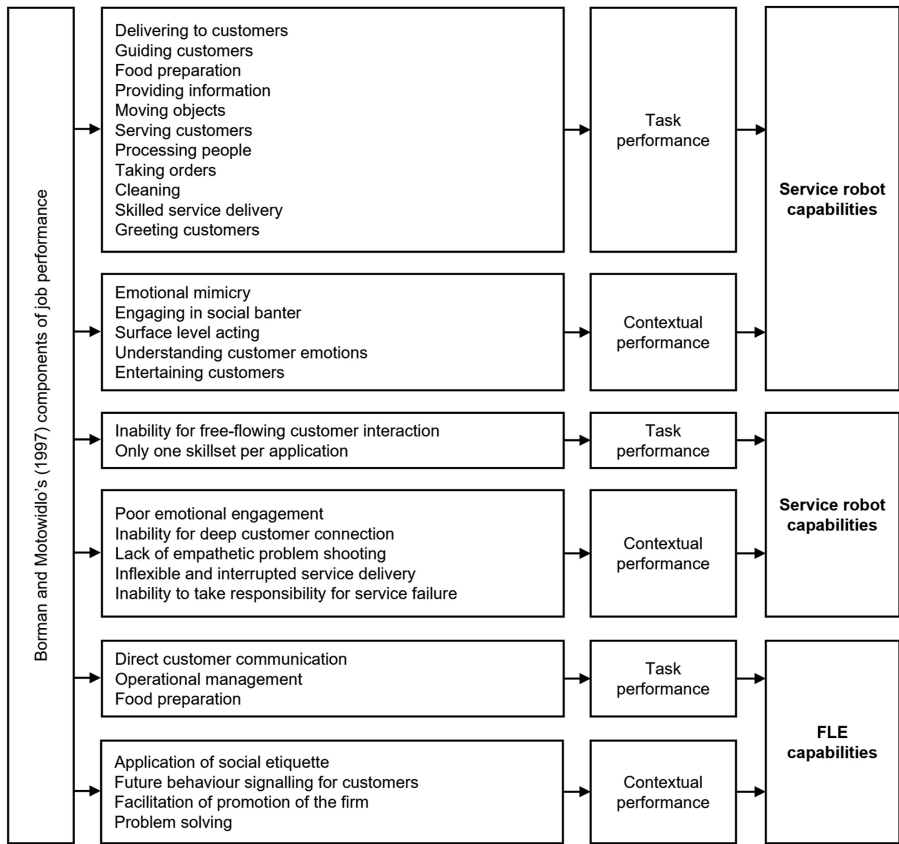 Borman and Motowidlo's (1997) components of job performance
Delivering to customers
Guiding customers
Food preparation
Providing information
Moving objects
Serving customers
Processing people
Taking orders
Cleaning
Skilled service delivery
Greeting customers
Task
performance
Service robot
capabilities
Emotional mimicry
Engaging in social banter
Surface level acting
Understanding customer emotions
Entertaining customers
Contextual
performance
Inability for free-flowing customer interaction
Only one skillset per application
Task
performance
Service robot
capabilities
Poor emotional engagement
Inability for deep customer connection
Lack of empathetic problem shooting
Inflexible and interrupted service delivery
Inability to take responsibility for service failure
Contextual
performance
Direct customer communication
Operational management
Food preparation
Task
performance
FLE
capabilities
Application of social etiquette
Future behaviour signalling for customers
Facilitation of promotion of the firm
Problem solving
Contextual
performance